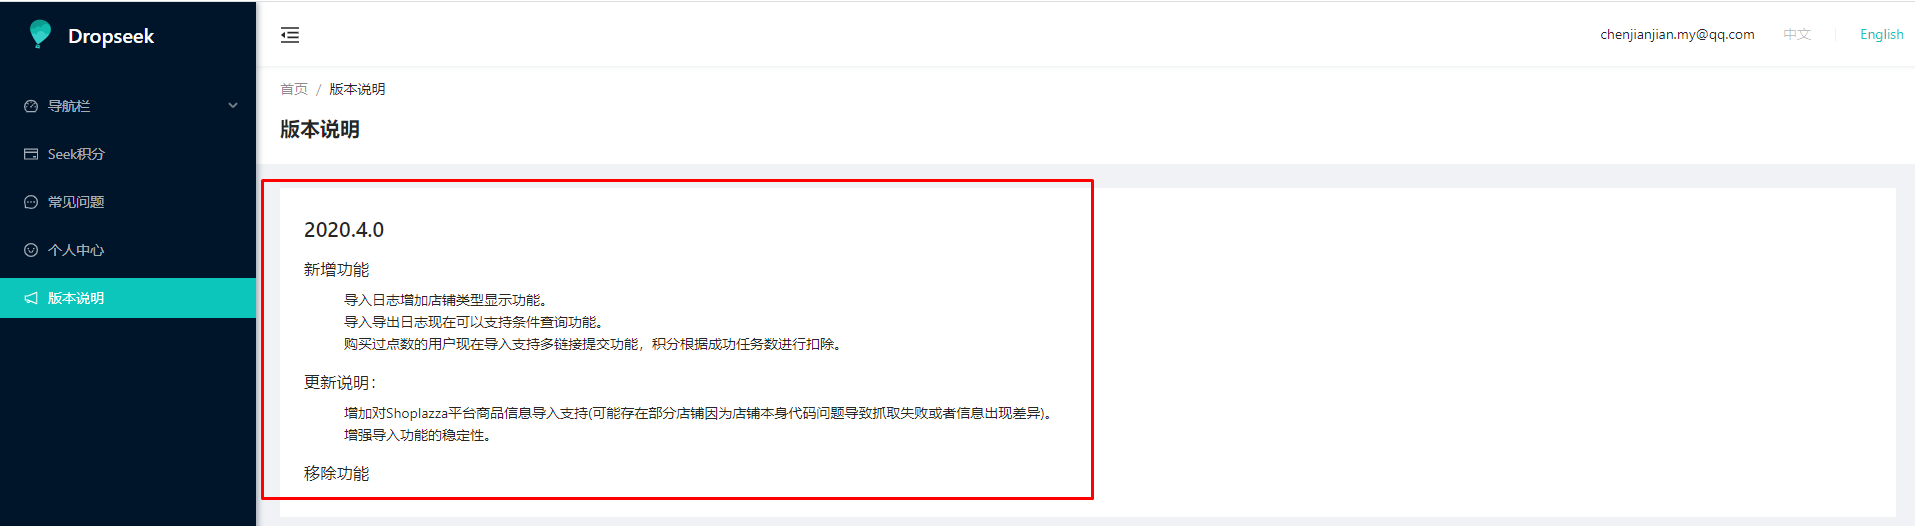 Dropseek
chenjianjian.my@qq.com 中文 English
导航栏
Seek积分
常见问题
个人中心
版本说明
首页 / 版本说明
版本说明
2020.4.0
新增功能
导入日志增加店铺类型显示功能。
导入导出日志现在可以支持条件查询功能。
购买过点数的用户现在导入支持多链接提交功能，积分根据成功任务数进行扣除。
更新说明：
增加对Shoplazza平台商品信息导入支持(可能存在部分店铺因为店铺本身代码问题导致抓取失败或者信息出现差异)。
增强导入功能的稳定性。
移除功能